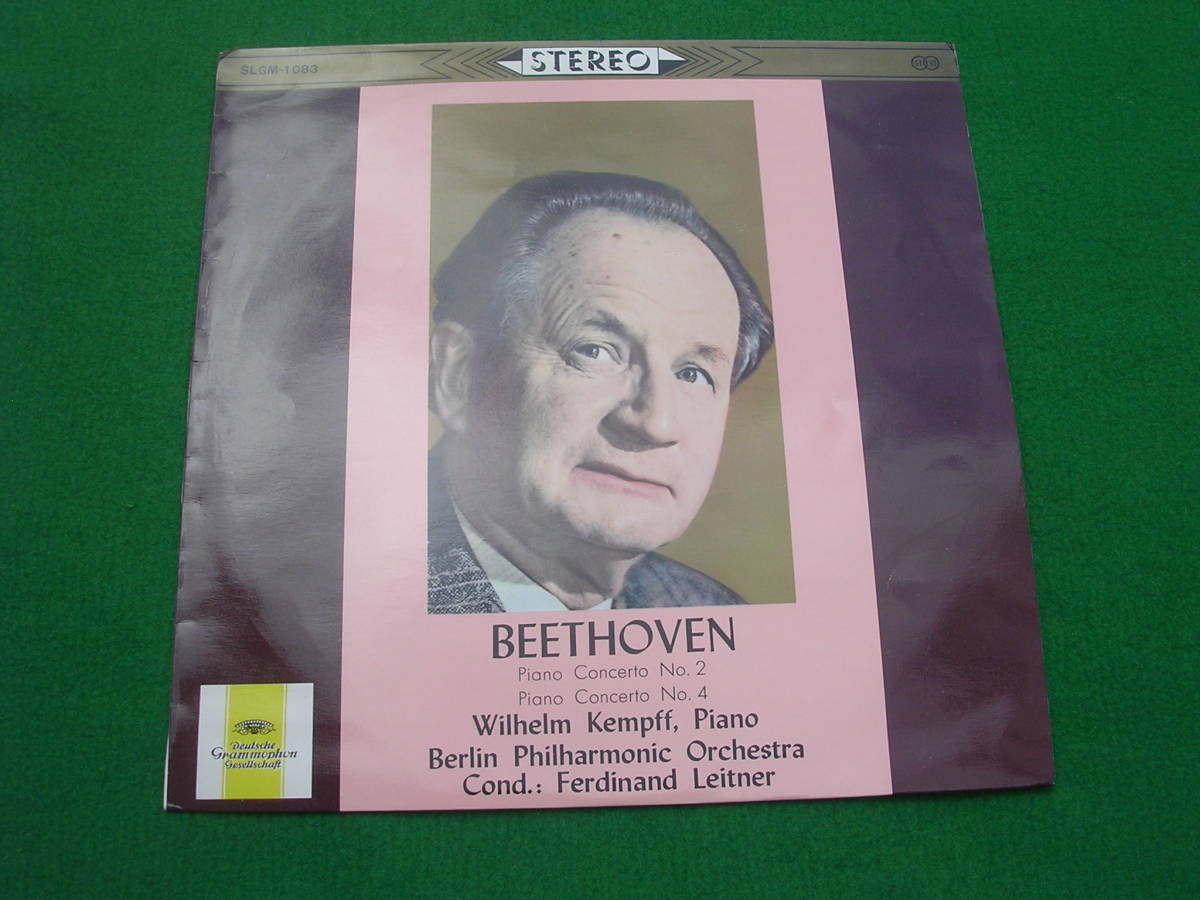 SLGM-1083
STEREO
BEETHOVEN
Piano Concerto No. 2
Piano Concerto No. 4
Wilhelm Kempff, Piano
Berlin Philharmonic Orchestra
Cond.: Ferdinand Leitner
Deutsche
Grammophon
Gesellschaft